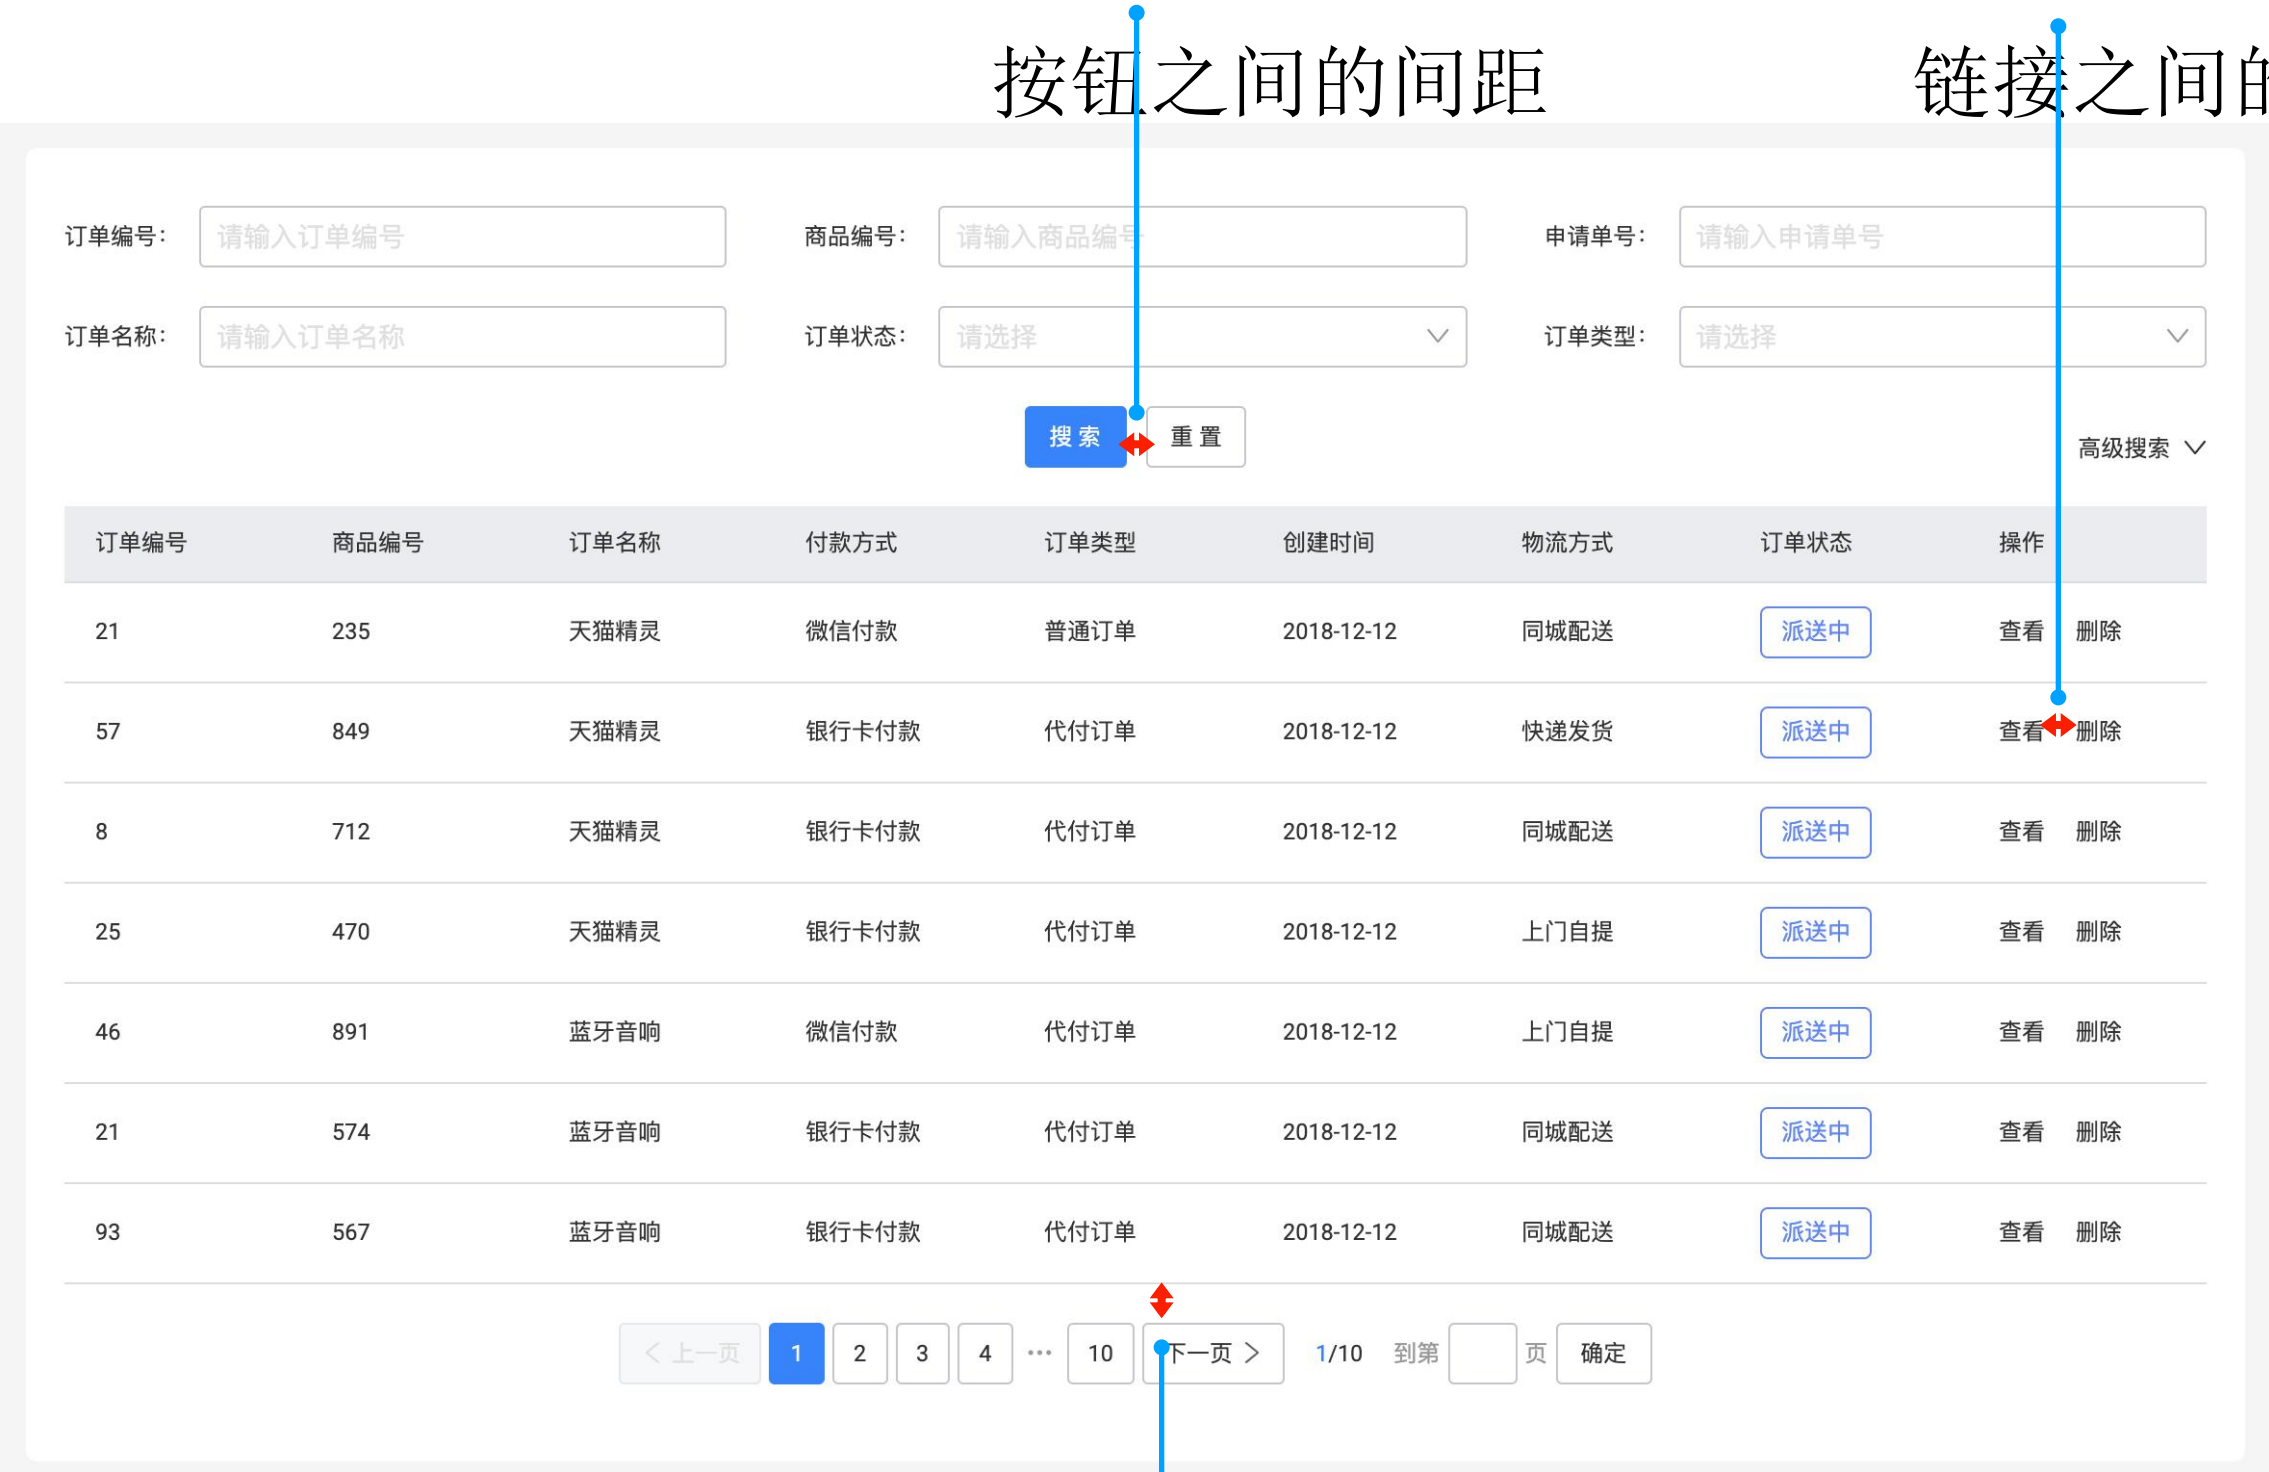 按钮之间的间距 链接之间的
订单编号: 请输入订单编号 商品编号: 请输入商品编号 申请单号: 请输入申请单号
订单名称: 请输入订单名称 订单状态: 请选择 订单类型: 请选择
搜索 重置 高级搜索
订单编号 商品编号 订单名称 付款方式 订单类型 创建时间 物流方式 订单状态 操作
21 235 天猫精灵 微信付款 普通订单 2018-12-12 同城配送 派送中 查看 删除
57 849 天猫精灵 银行卡付款 代付订单 2018-12-12 快递发货 派送中 查看 删除
8 712 天猫精灵 银行卡付款 代付订单 2018-12-12 同城配送 派送中 查看 删除
25 470 天猫精灵 银行卡付款 代付订单 2018-12-12 上门自提 派送中 查看 删除
46 891 蓝牙音响 微信付款 代付订单 2018-12-12 上门自提 派送中 查看 删除
21 574 蓝牙音响 银行卡付款 代付订单 2018-12-12 同城配送 派送中 查看 删除
93 567 蓝牙音响 银行卡付款 代付订单 2018-12-12 同城配送 派送中 查看 删除
< 上一页 1 2 3 4 ··· 10 下一页 > 1/10 到第 页 确定